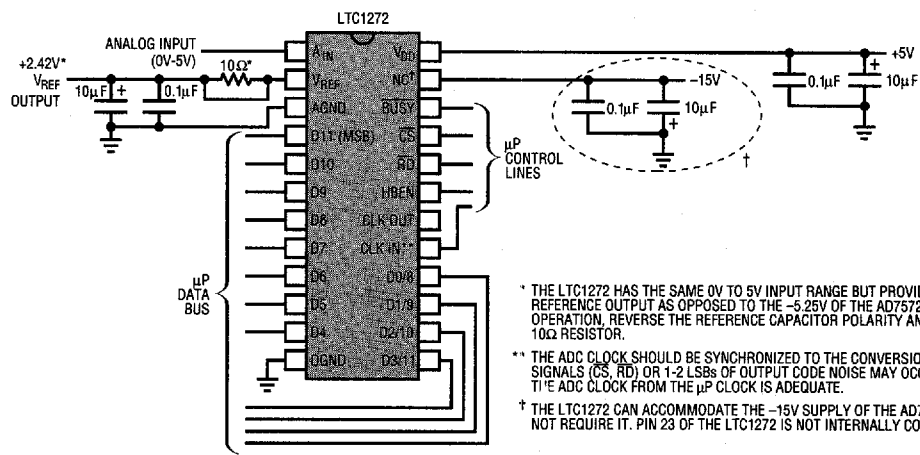 LTC1272
ANALOG INPUT
(0V-5V)
+2.42V*
VREF
OUTPUT
10Ω*
10µF
+
0.1µF
AIN
VREF
AGND
D11 (MSB)
D10
D9
D8
D7
D6
D5
D4
DGND
VDD
NC†
BUSY
CS
RD
HBEN
CLK OUT
CLK IN**
D0/8
D1/9
D2/10
D3/11
µP
DATA
BUS
µP
CONTROL
LINES
–15V
0.1µF
10µF
+
†
+5V
0.1µF
+
10µF
* THE LTC1272 HAS THE SAME 0V TO 5V INPUT RANGE BUT PROVI
REFERENCE OUTPUT AS OPPOSED TO THE –5.25V OF THE AD7572
OPERATION, REVERSE THE REFERENCE CAPACITOR POLARITY AN
10Ω RESISTOR.
** THE ADC CLOCK SHOULD BE SYNCHRONIZED TO THE CONVERSIO
SIGNALS (CS, RD) OR 1-2 LSBs OF OUTPUT CODE NOISE MAY OC
THE ADC CLOCK FROM THE µP CLOCK IS ADEQUATE.
† THE LTC1272 CAN ACCOMMODATE THE –15V SUPPLY OF THE AD7
NOT REQUIRE IT. PIN 23 OF THE LTC1272 IS NOT INTERNALLY CO